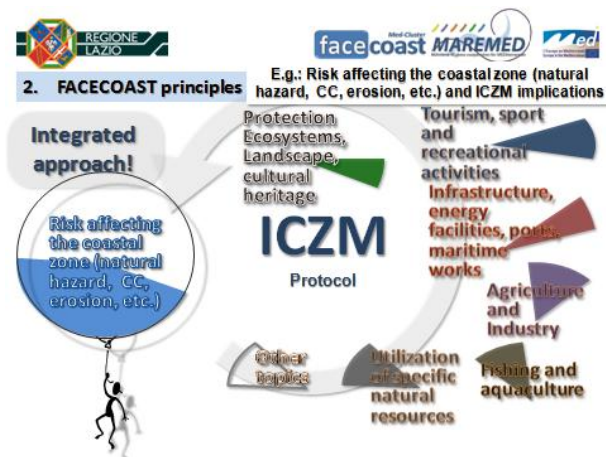 REGIONE
LAZIO
Med-Cluster
facecoast
MAREMED
Med
2. FACECOAST principles
E.g.: Risk affecting the coastal zone (natural
hazard, CC, erosion, etc.) and ICZM implications
Integrated
approach!
Risk affecting
the coastal
zone (natural
hazard, CC,
erosion, etc.)
Protection
Ecosystems,
Landscape,
cultural
heritage
ICZM
Protocol
Tourism, sport
and
recreational
activities
Infrastructure,
energy
facilities, ports,
maritime
works
Agriculture
and
Industry
Fishing and
aquaculture
Utilization
of specific
natural
resources
Other
topics